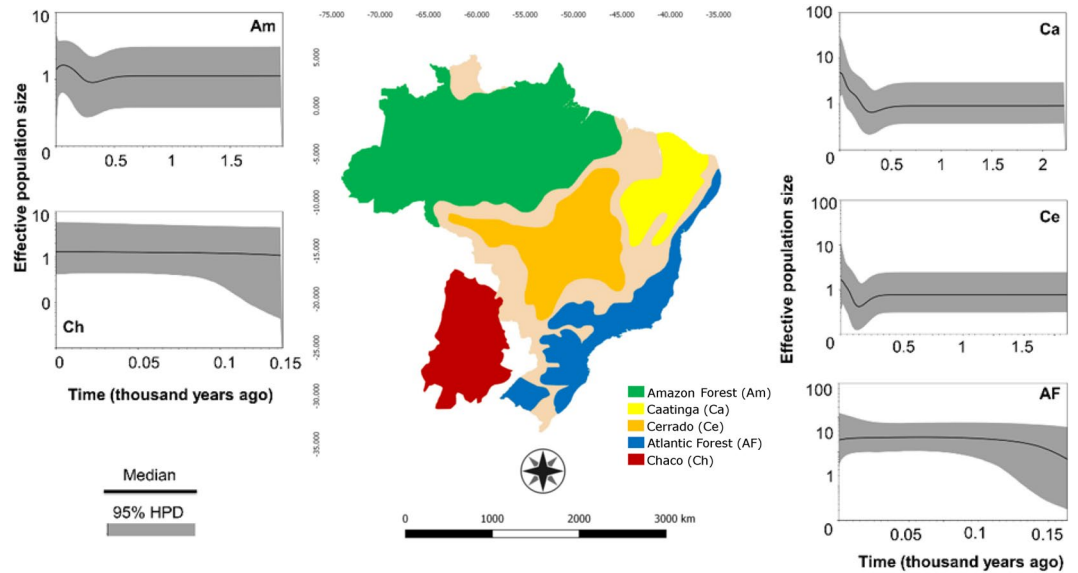 10
1
0
Am
0.5
1
1.5
Effective population size
10
1
0
Ch
0
0.05
0.1
0.15
Time (thousand years ago)
Median
95% HPD
-75.000 -65.000 -60.000 -55.000 -50.000 -45.000 -40.000 -35.000
5.000
0.000
-5.000
-10.000
-15.000
-20.000
-25.000
-30.000
-35.000
Amazon Forest (Am)
Caatinga (Ca)
Cerrado (Ce)
Atlantic Forest (AF)
Chaco (Ch)
0 1000 2000 3000 km
100
10
1
0
Ca
0.5
1
2
Effective population size
100
10
1
0
Ce
0.5
1
1.5
100
10
1
0
AF
0.05
0.1
0.15
Time (thousand years ago)